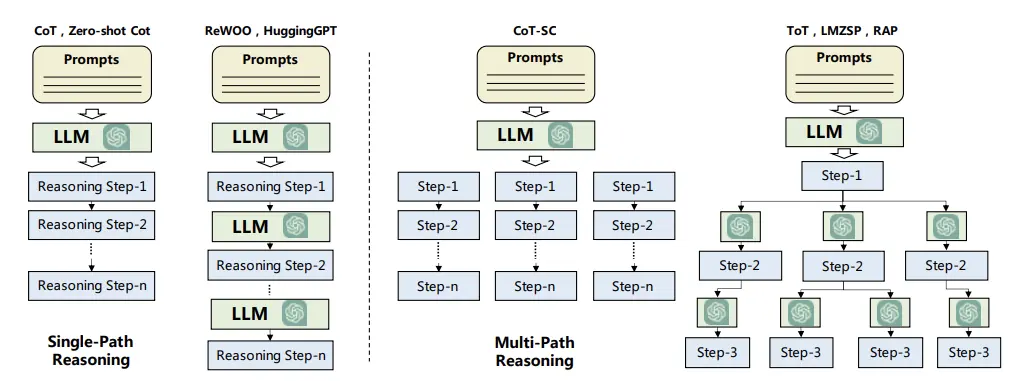 CoT , Zero-shot Cot
Prompts
LLM
Reasoning Step-1
Reasoning Step-2
Reasoning Step-n
Single-Path
Reasoning
ReWOO , HuggingGPT
Prompts
LLM
Reasoning Step-1
LLM
Reasoning Step-2
LLM
Reasoning Step-n
CoT-SC
Prompts
LLM
Step-1 Step-1 Step-1
Step-2 Step-2 Step-2
Step-n Step-n Step-n
Multi-Path
Reasoning
ToT , LMZSP , RAP
Prompts
LLM
Step-1
Step-2 Step-2 Step-2
Step-3 Step-3 Step-3 Step-3